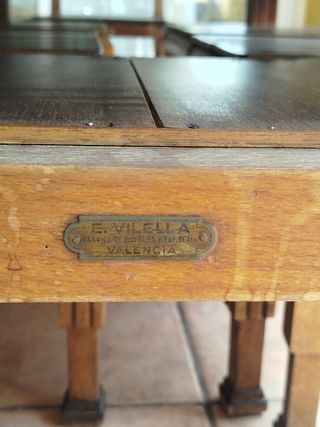 E. VILELLA
FABRICA DE MUEBLES Y TAPICERIA
VALENCIA